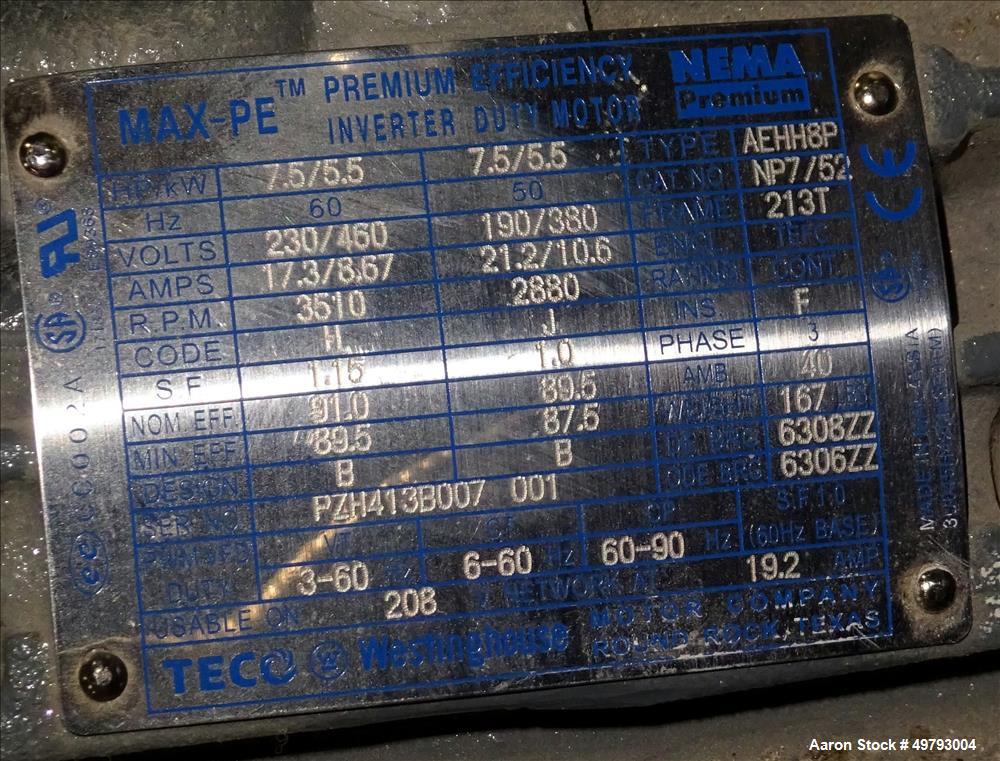 MAX-PE™ PREMIUM EFFICIENCY INVERTER DUTY MOTOR NEMA Premium™
HP/kW 7.5/5.5 7.5/5.5 TYPE AEHH8P
Hz 60 50 CAT.NO. NP7/52
VOLTS 230/460 190/380 FRAME 213T
AMPS 17.3/8.67 21.2/10.6 ENCL. TEFC
R.P.M. 3510 2880 RATING CONT.
CODE H J INS. F
S.F. 1.15 1.0 PHASE 3
NOM. EFF. 91.0 89.5 AMB. 40
MIN. EFF. 89.5 87.5 167
DESIGN B B 6308ZZ
SER.NO. PZH413B007 001 ODE BRG 6306ZZ
PWM VFD VT CT CP S.F.1.0
DUTY 3-60 Hz 6-60 Hz 60-90 Hz (60Hz BASE)
USABLE ON 208 V NETWORK AT 19.2 AMP
TECO Westinghouse MOTOR COMPANY
ROUND ROCK, TEXAS
CC002A
CE
Aaron Stock # 49793004